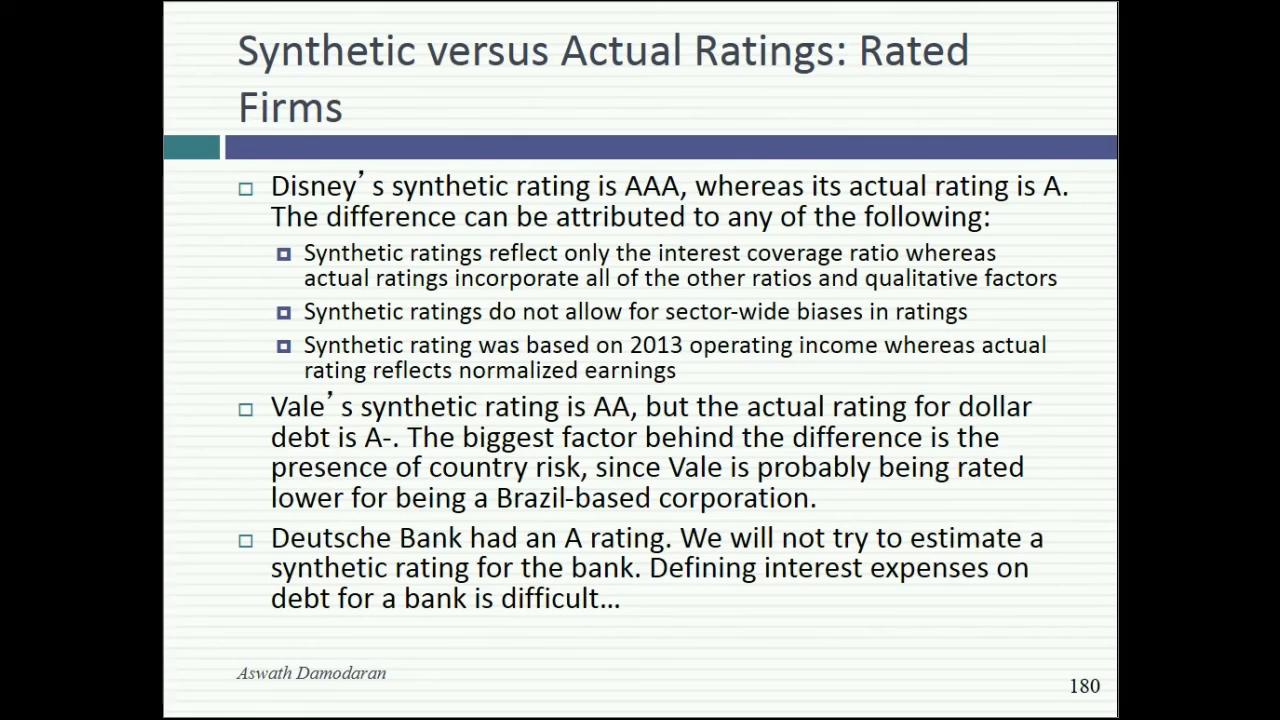 Synthetic versus Actual Ratings: Rated
Firms
Disney’s synthetic rating is AAA, whereas its actual rating is A.
The difference can be attributed to any of the following:
Synthetic ratings reflect only the interest coverage ratio whereas
actual ratings incorporate all of the other ratios and qualitative factors
Synthetic ratings do not allow for sector-wide biases in ratings
Synthetic rating was based on 2013 operating income whereas actual
rating reflects normalized earnings
Vale’s synthetic rating is AA, but the actual rating for dollar
debt is A-. The biggest factor behind the difference is the
presence of country risk, since Vale is probably being rated
lower for being a Brazil-based corporation.
Deutsche Bank had an A rating. We will not try to estimate a
synthetic rating for the bank. Defining interest expenses on
debt for a bank is difficult…
Aswath Damodaran
180